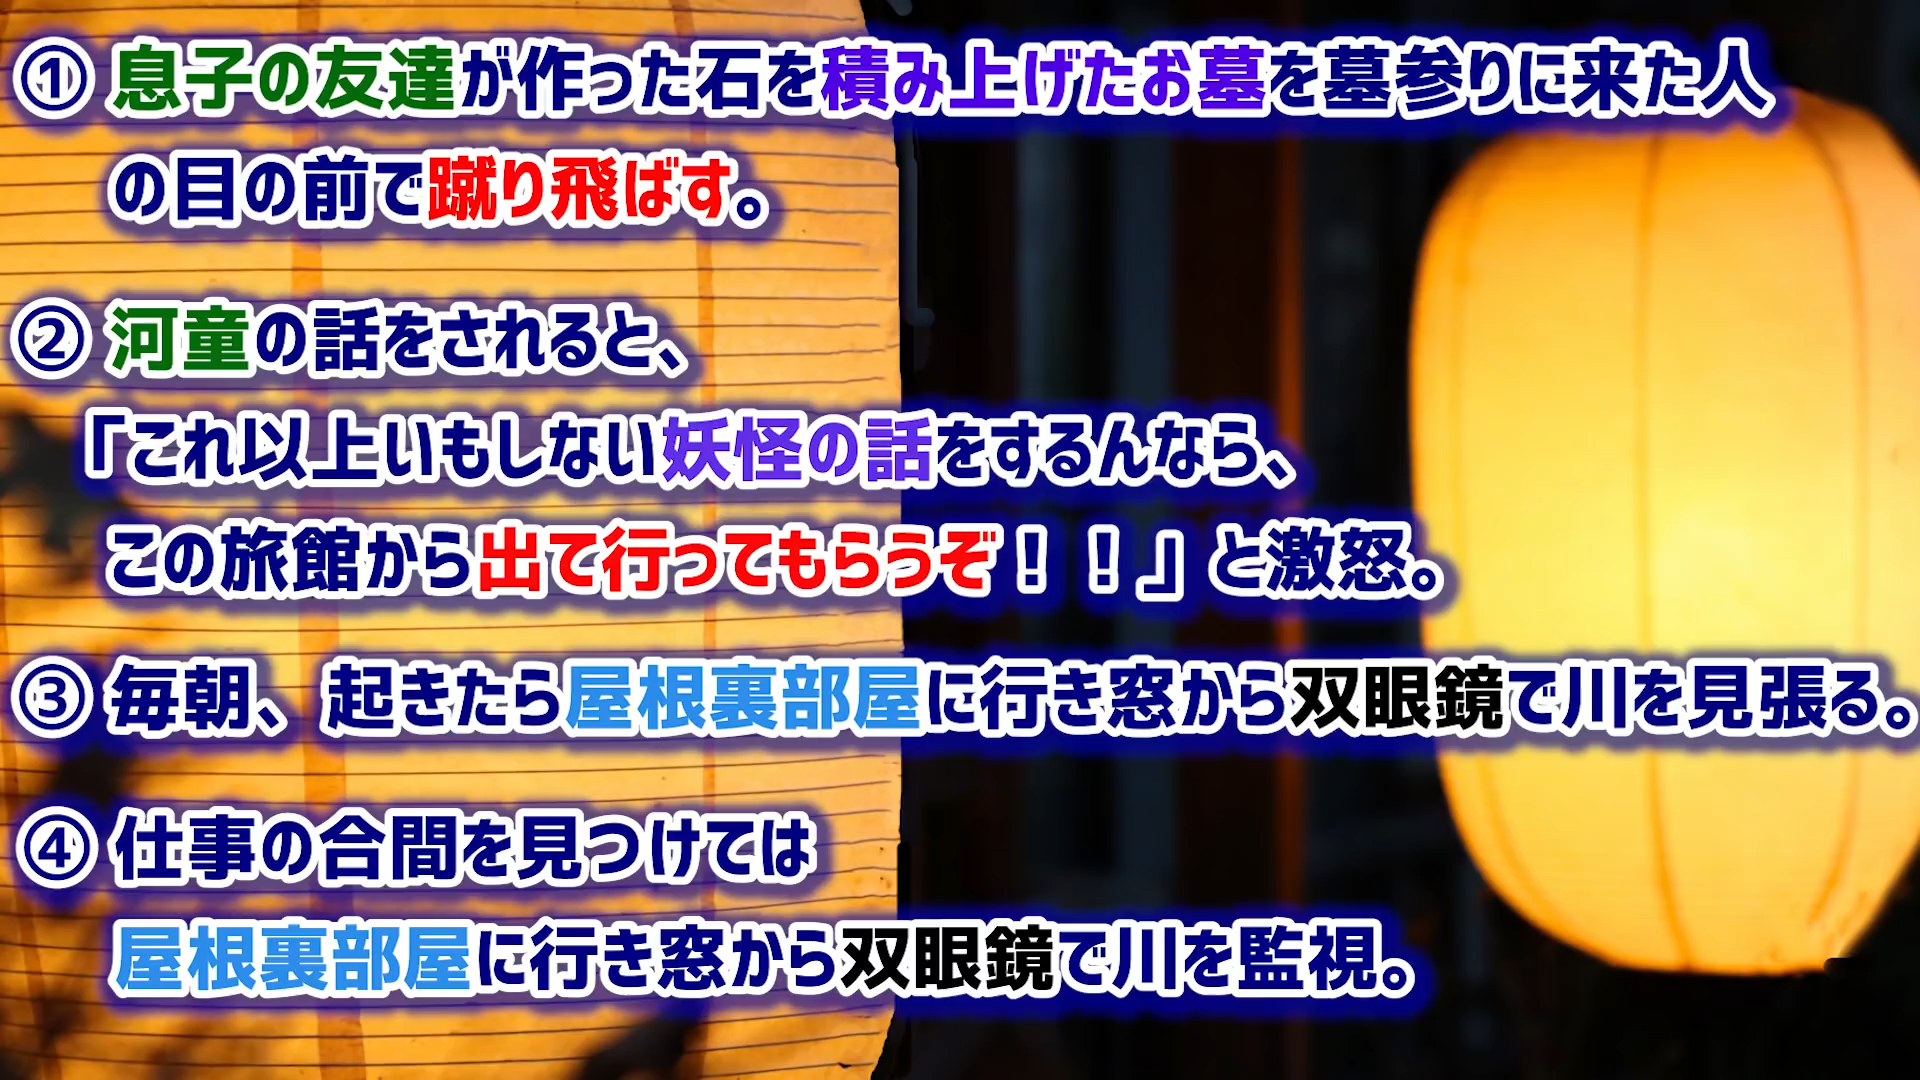 ① 息子の友達が作った石を積み上げたお墓を墓参りに来た人
の目の前で蹴り飛ばす。
② 河童の話をされると、
「これ以上いもしない妖怪の話をするんなら、
この旅館から出て行ってもらうぞ！！」と激怒。
③ 毎朝、起きたら屋根裏部屋に行き窓から双眼鏡で川を見張る。
④ 仕事の合間を見つけては
屋根裏部屋に行き窓から双眼鏡で川を監視。